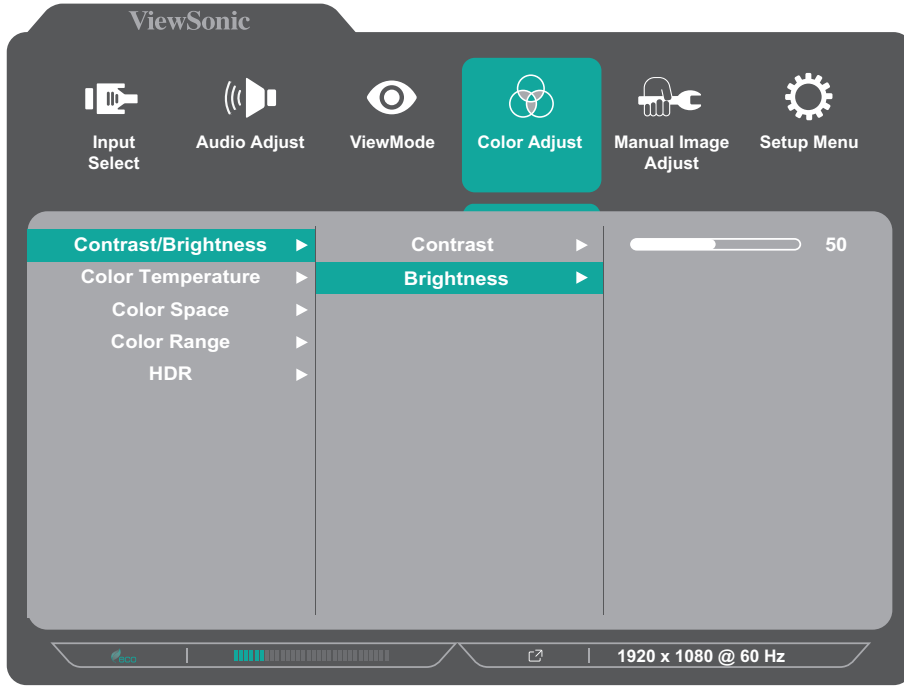 ViewSonic
Input
Select
Audio Adjust
ViewMode
Color Adjust
Manual Image
Adjust
Setup Menu
Contrast/Brightness
Contrast
50
Color Temperature
Brightness
Color Space
Color Range
HDR
eco
1920 x 1080 @ 60 Hz